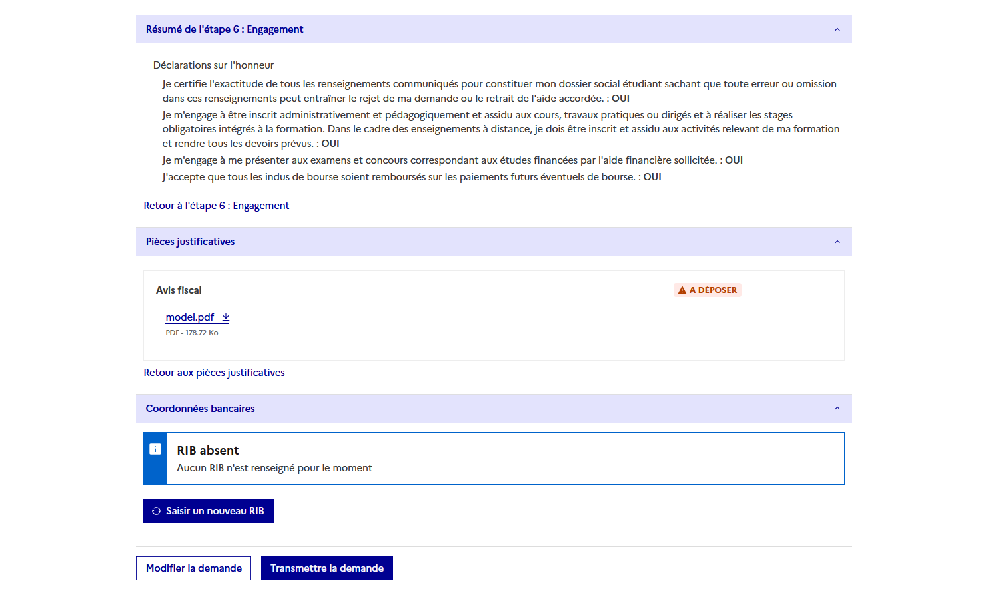 Résumé de l'étape 6 : Engagement
Déclarations sur l'honneur
Je certifie l'exactitude de tous les renseignements communiqués pour constituer mon dossier social étudiant sachant que toute erreur ou omission
dans ces renseignements peut entraîner le rejet de ma demande ou le retrait de l'aide accordée. : OUI
Je m'engage à être inscrit administrativement et pédagogiquement et assidu aux cours, travaux pratiques ou dirigés et à réaliser les stages
obligatoires intégrés à la formation. Dans le cadre des enseignements à distance, je dois être inscrit et assidu aux activités relevant de ma formation
et rendre tous les devoirs prévus. : OUI
Je m'engage à me présenter aux examens et concours correspondant aux études financées par l'aide financière sollicitée. : OUI
J'accepte que tous les indus de bourse soient remboursés sur les paiements futurs éventuels de bourse. : OUI
Retour à l'étape 6 : Engagement
Pièces justificatives
Avis fiscal
A DÉPOSER
model.pdf
PDF - 178.72 Ko
Retour aux pièces justificatives
Coordonnées bancaires
RIB absent
Aucun RIB n'est renseigné pour le moment
Saisir un nouveau RIB
Modifier la demande
Transmettre la demande